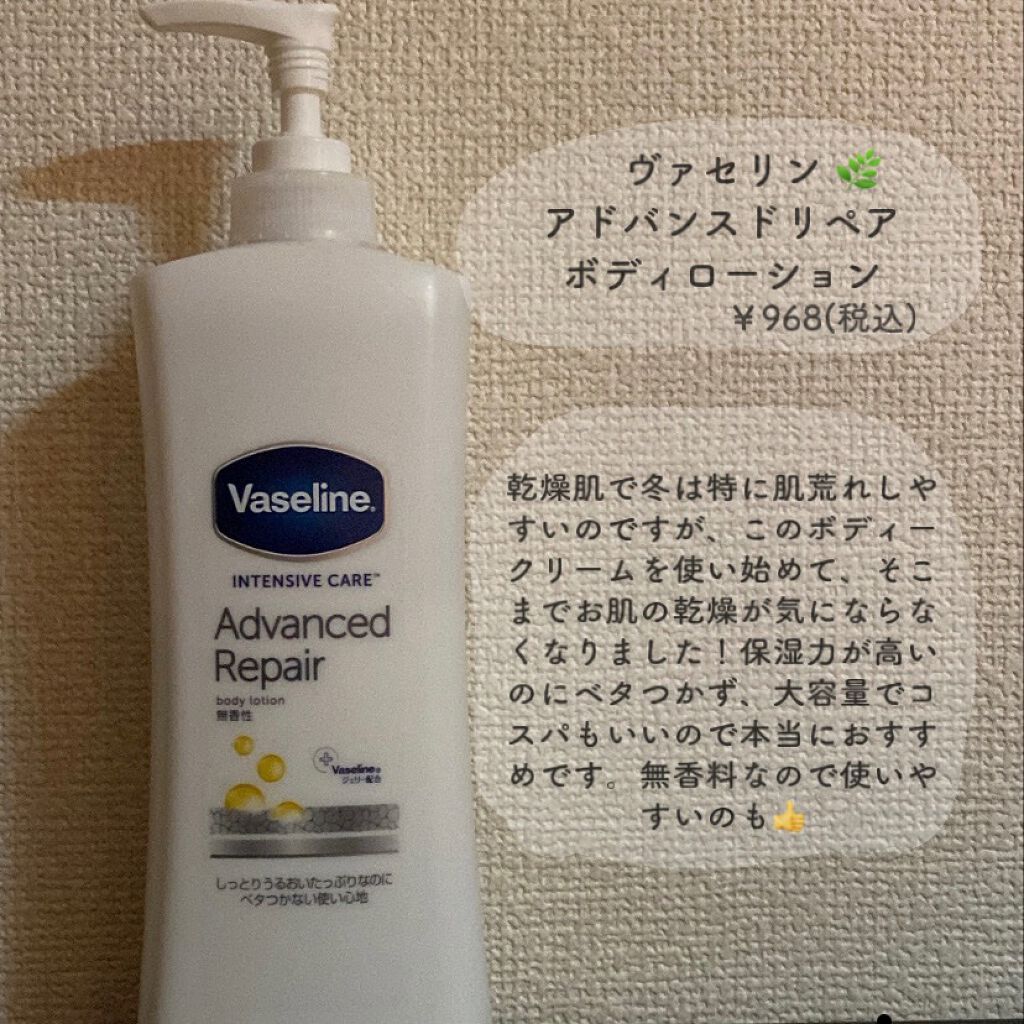 ヴァセリン🌿
アドバンスドリペア
ボディローション
￥968(税込)
乾燥肌で冬は特に肌荒れしや
すいのですが、このボディー
クリームを使い始めて、そこ
までお肌の乾燥が気にならな
くなりました！保湿力が高い
のにベタつかず、大容量でコ
スパもいいので本当におすす
めです。無香料なので使いや
すいのも👍
Vaseline®
INTENSIVE CARE™
Advanced
Repair
body lotion
無香性
Vaseline®
ジェリー配合
しっとりうるおいたっぷりなのに
ベタつかない使い心地